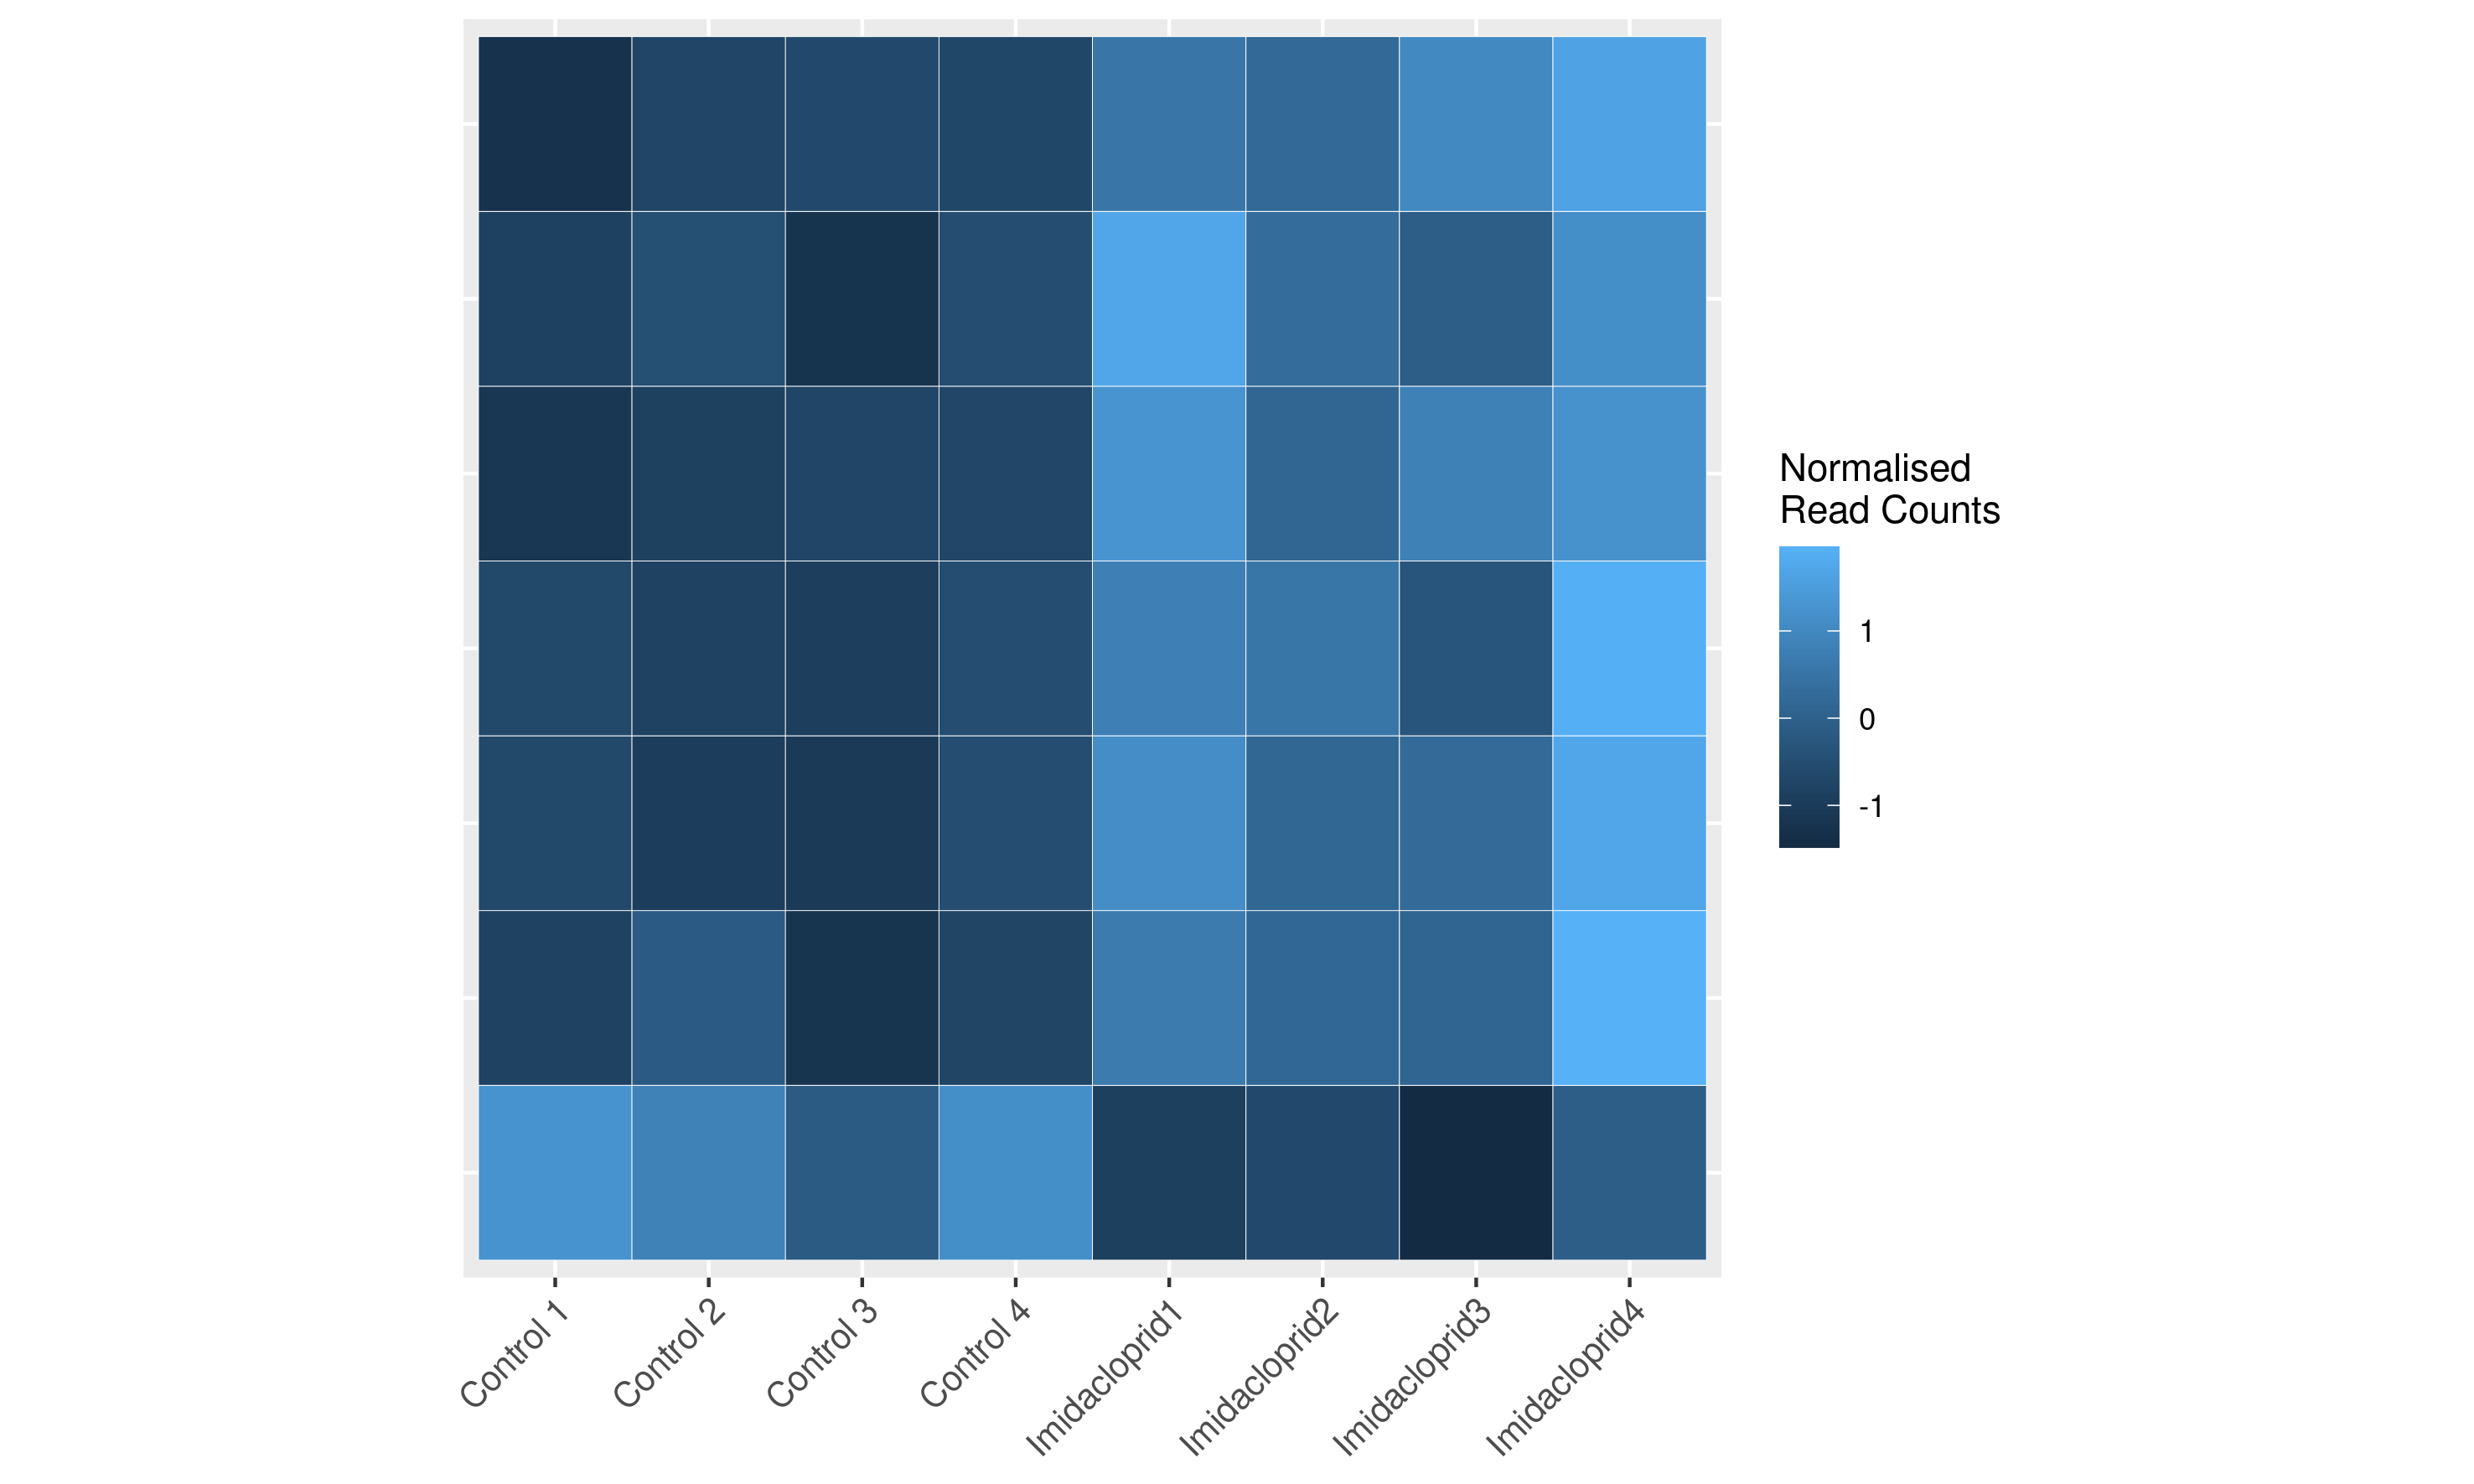 Normalised
Read Counts
1
0
-1
Control 1
Control 2
Control 3
Control 4
Imidacloprid1
Imidacloprid2
Imidacloprid3
Imidacloprid4